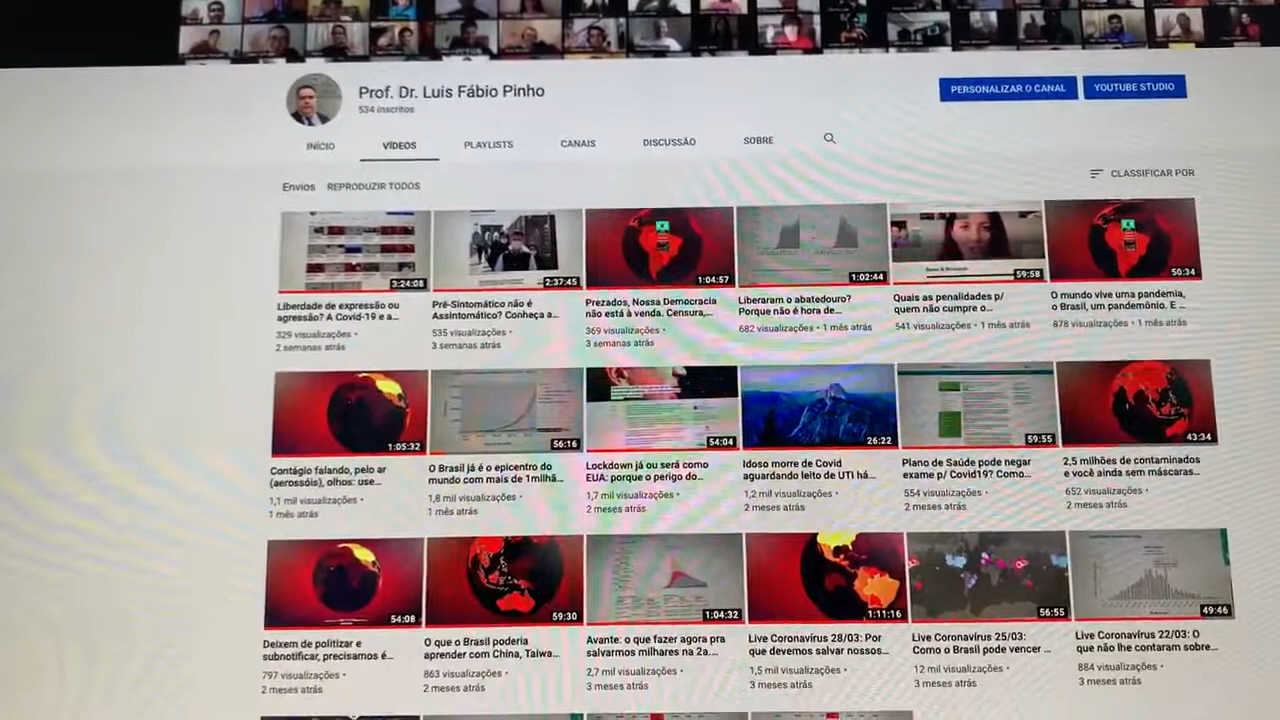 Prof. Dr. Luis Fábio Pinho
534 inscritos
PERSONALIZAR O CANAL
YOUTUBE STUDIO
INÍCIO
VÍDEOS
PLAYLISTS
CANAIS
DISCUSSÃO
SOBRE
Envios
REPRODUZIR TODOS
CLASSIFICAR POR
3:24:08
Liberdade de expressão ou
agressão? A Covid-19 e a...
329 visualizações •
2 semanas atrás
2:37:45
Pré-Sintomático não é
Assintomático? Conheça a...
535 visualizações •
3 semanas atrás
1:04:57
Prezados, Nossa Democracia
não está à venda. Censura,...
369 visualizações •
3 semanas atrás
1:02:44
Liberaram o abatedouro?
Porque não é hora de...
682 visualizações • 1 mês atrás
59:58
Quais as penalidades p/
quem não cumpre o...
541 visualizações • 1 mês atrás
50:34
O mundo vive uma pandemia,
o Brasil, um pandemônio. E ...
878 visualizações • 1 mês atrás
1:05:32
Contágio falando, pelo ar
(aerossóis), olhos: use...
1,1 mil visualizações •
1 mês atrás
56:16
O Brasil já é o epicentro do
mundo com mais de 1milhã...
1,8 mil visualizações •
1 mês atrás
54:04
Lockdown já ou será como
EUA: porque o perigo do...
1,7 mil visualizações •
2 meses atrás
26:22
Idoso morre de Covid
aguardando leito de UTI há...
1,2 mil visualizações •
2 meses atrás
59:55
Plano de Saúde pode negar
exame p/ Covid19? Como...
554 visualizações •
2 meses atrás
43:34
2,5 milhões de contaminados
e você ainda sem máscaras...
652 visualizações •
2 meses atrás
54:08
Deixem de politizar e
subnotificar, precisamos é...
797 visualizações •
2 meses atrás
59:30
O que o Brasil poderia
aprender com China, Taiwa...
863 visualizações •
2 meses atrás
1:04:32
Avante: o que fazer agora pra
salvarmos milhares na 2a....
2,7 mil visualizações •
3 meses atrás
1:11:16
Live Coronavírus 28/03: Por
que devemos salvar nossos...
1,5 mil visualizações •
3 meses atrás
56:55
Live Coronavírus 25/03:
Como o Brasil pode vencer ...
12 mil visualizações •
3 meses atrás
49:46
Live Coronavírus 22/03: O
que não lhe contaram sobre...
884 visualizações •
3 meses atrás